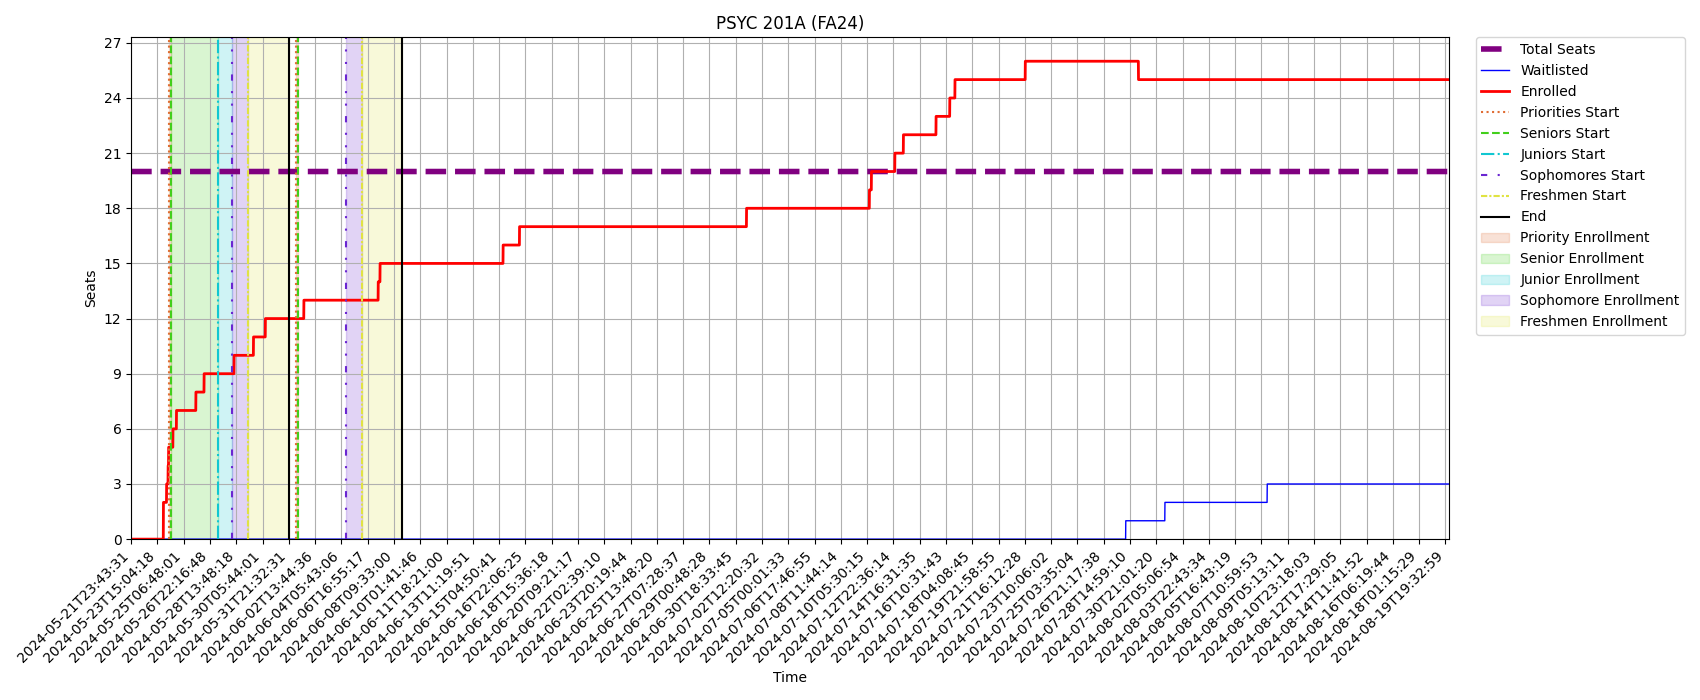 PSYC 201A (FA24)
27
24
21
18
15
12
9
6
3
0
Seats
2024-05-21T23:43:31
2024-05-23T15:04:18
2024-05-25T06:48:01
2024-05-26T22:16:48
2024-05-28T13:48:18
2024-05-30T05:44:01
2024-05-31T21:32:31
2024-06-02T13:44:36
2024-06-04T05:43:06
2024-06-06T16:55:17
2024-06-08T09:33:00
2024-06-10T01:41:46
2024-06-11T18:21:00
2024-06-13T11:19:51
2024-06-15T04:50:41
2024-06-16T22:06:25
2024-06-18T15:36:18
2024-06-20T09:21:17
2024-06-22T02:39:10
2024-06-23T20:19:44
2024-06-25T13:48:20
2024-06-27T07:28:37
2024-06-29T00:48:28
2024-06-30T18:33:45
2024-07-02T12:20:32
2024-07-05T00:01:33
2024-07-06T17:46:55
2024-07-08T11:44:14
2024-07-10T05:30:15
2024-07-12T22:36:14
2024-07-14T16:31:35
2024-07-16T10:31:43
2024-07-18T04:08:45
2024-07-19T21:58:55
2024-07-21T16:12:28
2024-07-23T10:06:02
2024-07-25T03:35:04
2024-07-26T21:17:38
2024-07-28T14:59:10
2024-07-30T21:01:20
2024-08-02T05:06:54
2024-08-03T22:43:34
2024-08-05T16:43:19
2024-08-07T10:59:53
2024-08-09T05:13:11
2024-08-10T23:18:03
2024-08-12T17:29:05
2024-08-14T11:41:52
2024-08-16T06:19:44
2024-08-18T01:15:29
2024-08-19T19:32:59
Time
Total Seats
Waitlisted
Enrolled
Priorities Start
Seniors Start
Juniors Start
Sophomores Start
Freshmen Start
End
Priority Enrollment
Senior Enrollment
Junior Enrollment
Sophomore Enrollment
Freshmen Enrollment